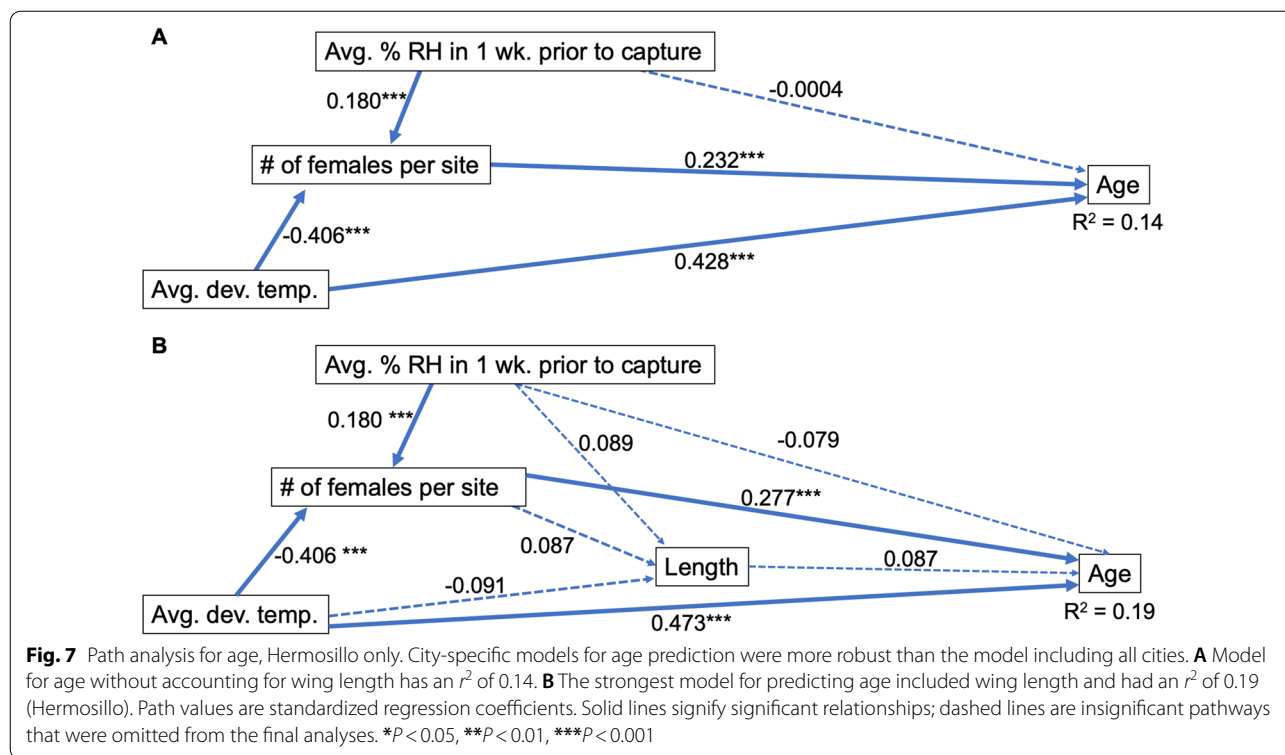 A
Avg. % RH in 1 wk. prior to capture
-0.0004
0.180***
# of females per site
0.232***
Age
R² = 0.14
-0.406***
0.428***
Avg. dev. temp.
B
Avg. % RH in 1 wk. prior to capture
0.180 ***
0.089
-0.079
# of females per site
0.277***
-0.406 ***
0.087
Length
0.087
Age
-0.091
R² = 0.19
Avg. dev. temp.
0.473***
Fig. 7 Path analysis for age, Hermosillo only. City-specific models for age prediction were more robust than the model including all cities. A Model
for age without accounting for wing length has an r² of 0.14. B The strongest model for predicting age included wing length and had an r² of 0.19
(Hermosillo). Path values are standardized regression coefficients. Solid lines signify significant relationships; dashed lines are insignificant pathways
that were omitted from the final analyses. *P < 0.05, **P < 0.01, ***P < 0.001